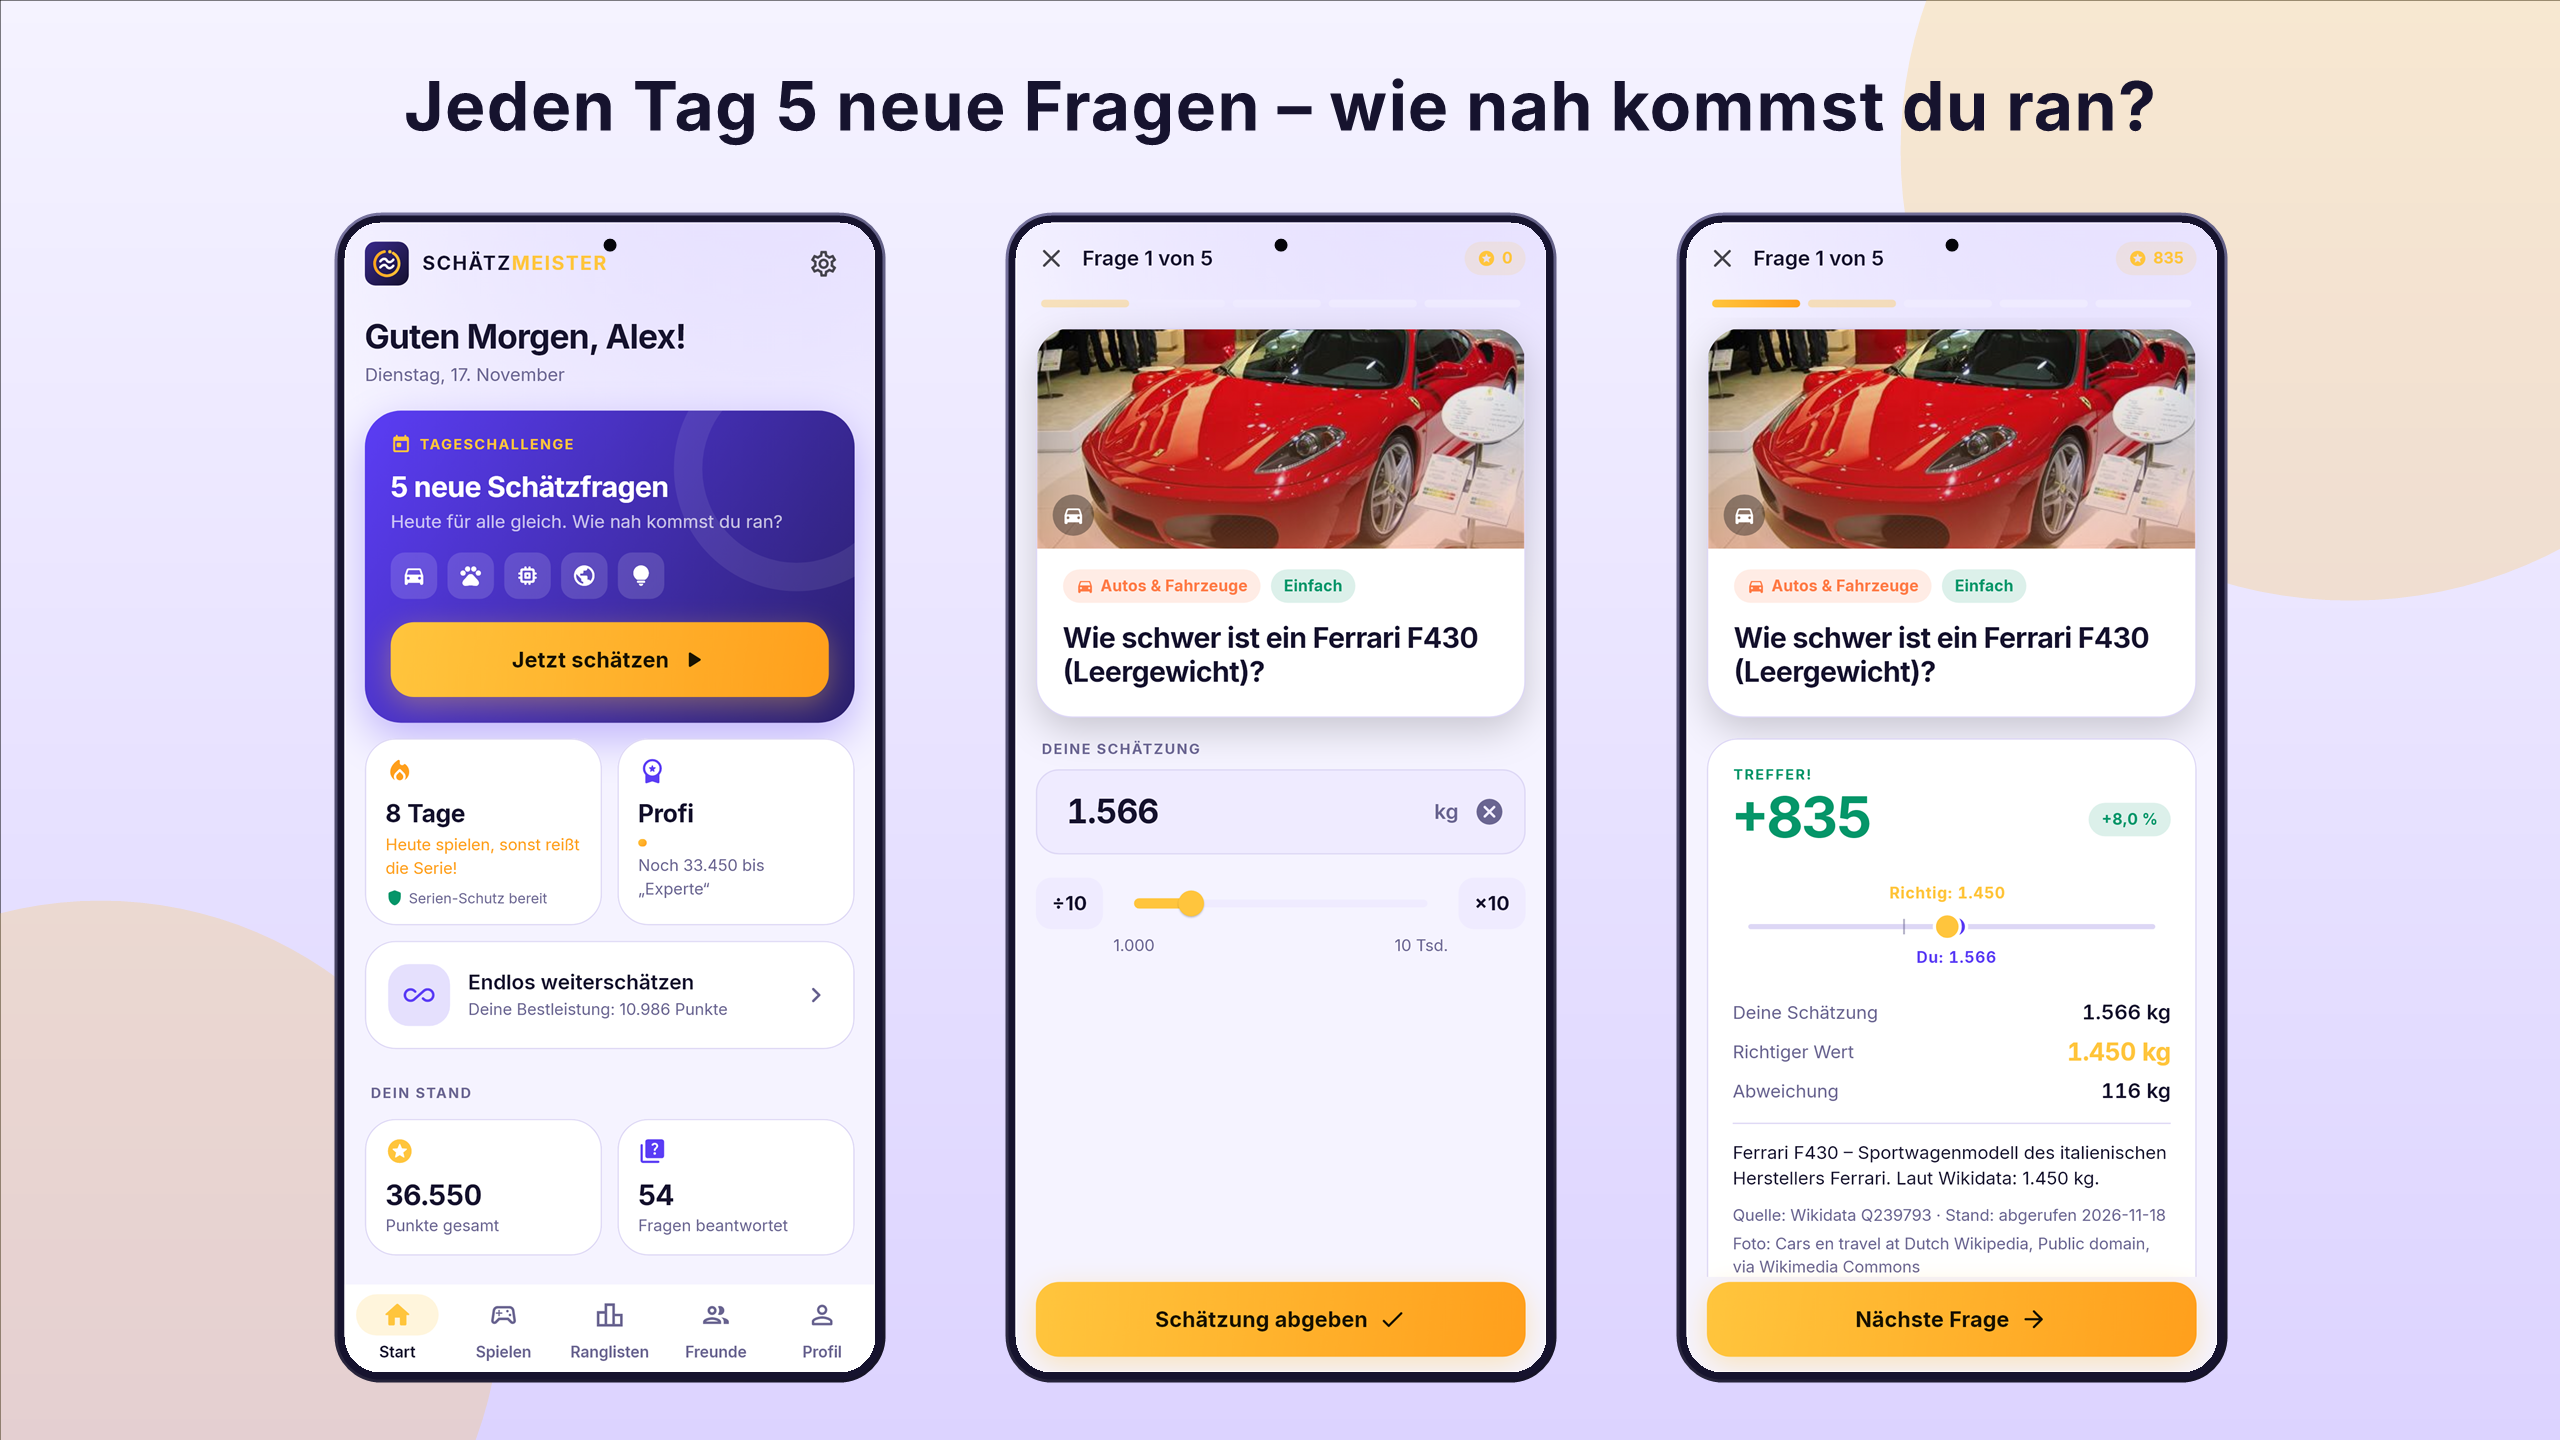 Jeden Tag 5 neue Fragen – wie nah kommst du ran?
SCHÄTZMEISTER
Guten Morgen, Alex!
Dienstag, 17. November
TAGESCHALLENGE
5 neue Schätzfragen
Heute für alle gleich. Wie nah kommst du ran?
Jetzt schätzen
8 Tage
Heute spielen, sonst reißt
die Serie!
Serien-Schutz bereit
Profi
Noch 33.450 bis
„Experte“
Endlos weiterschätzen
Deine Bestleistung: 10.986 Punkte
DEIN STAND
36.550
Punkte gesamt
54
Fragen beantwortet
Start
Spielen
Ranglisten
Freunde
Profil
Frage 1 von 5
0
Autos & Fahrzeuge
Einfach
Wie schwer ist ein Ferrari F430
(Leergewicht)?
DEINE SCHÄTZUNG
1.566
kg
÷10
×10
1.000
10 Tsd.
Schätzung abgeben
Frage 1 von 5
835
Autos & Fahrzeuge
Einfach
Wie schwer ist ein Ferrari F430
(Leergewicht)?
TREFFER!
+835
+8,0 %
Richtig: 1.450
Du: 1.566
Deine Schätzung
1.566 kg
Richtiger Wert
1.450 kg
Abweichung
116 kg
Ferrari F430 – Sportwagenmodell des italienischen
Herstellers Ferrari. Laut Wikidata: 1.450 kg.
Quelle: Wikidata Q239793 · Stand: abgerufen 2026-11-18
Foto: Cars en travel at Dutch Wikipedia, Public domain,
via Wikimedia Commons
Nächste Frage